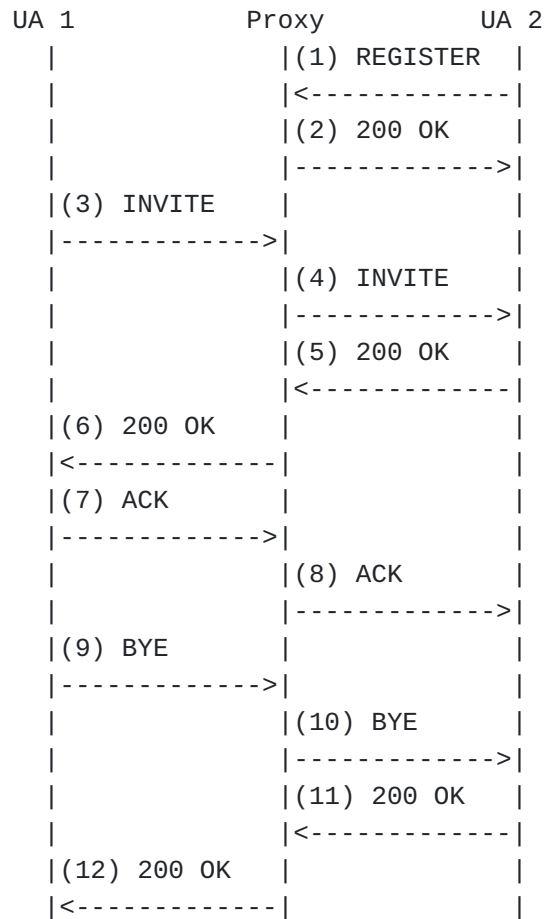 UA 1           Proxy          UA 2
  |              |(1) REGISTER  |
  |              |<-------------|
  |              |(2) 200 OK    |
  |              |------------->|
  |(3) INVITE    |              |
  |------------->|              |
  |              |(4) INVITE    |
  |              |------------->|
  |              |(5) 200 OK    |
  |              |<-------------|
  |(6) 200 OK    |              |
  |<-------------|              |
  |(7) ACK       |              |
  |------------->|              |
  |              |(8) ACK       |
  |              |------------->|
  |(9) BYE       |              |
  |------------->|              |
  |              |(10) BYE      |
  |              |------------->|
  |              |(11) 200 OK   |
  |              |<-------------|
  |(12) 200 OK   |              |
  |<-------------|              |